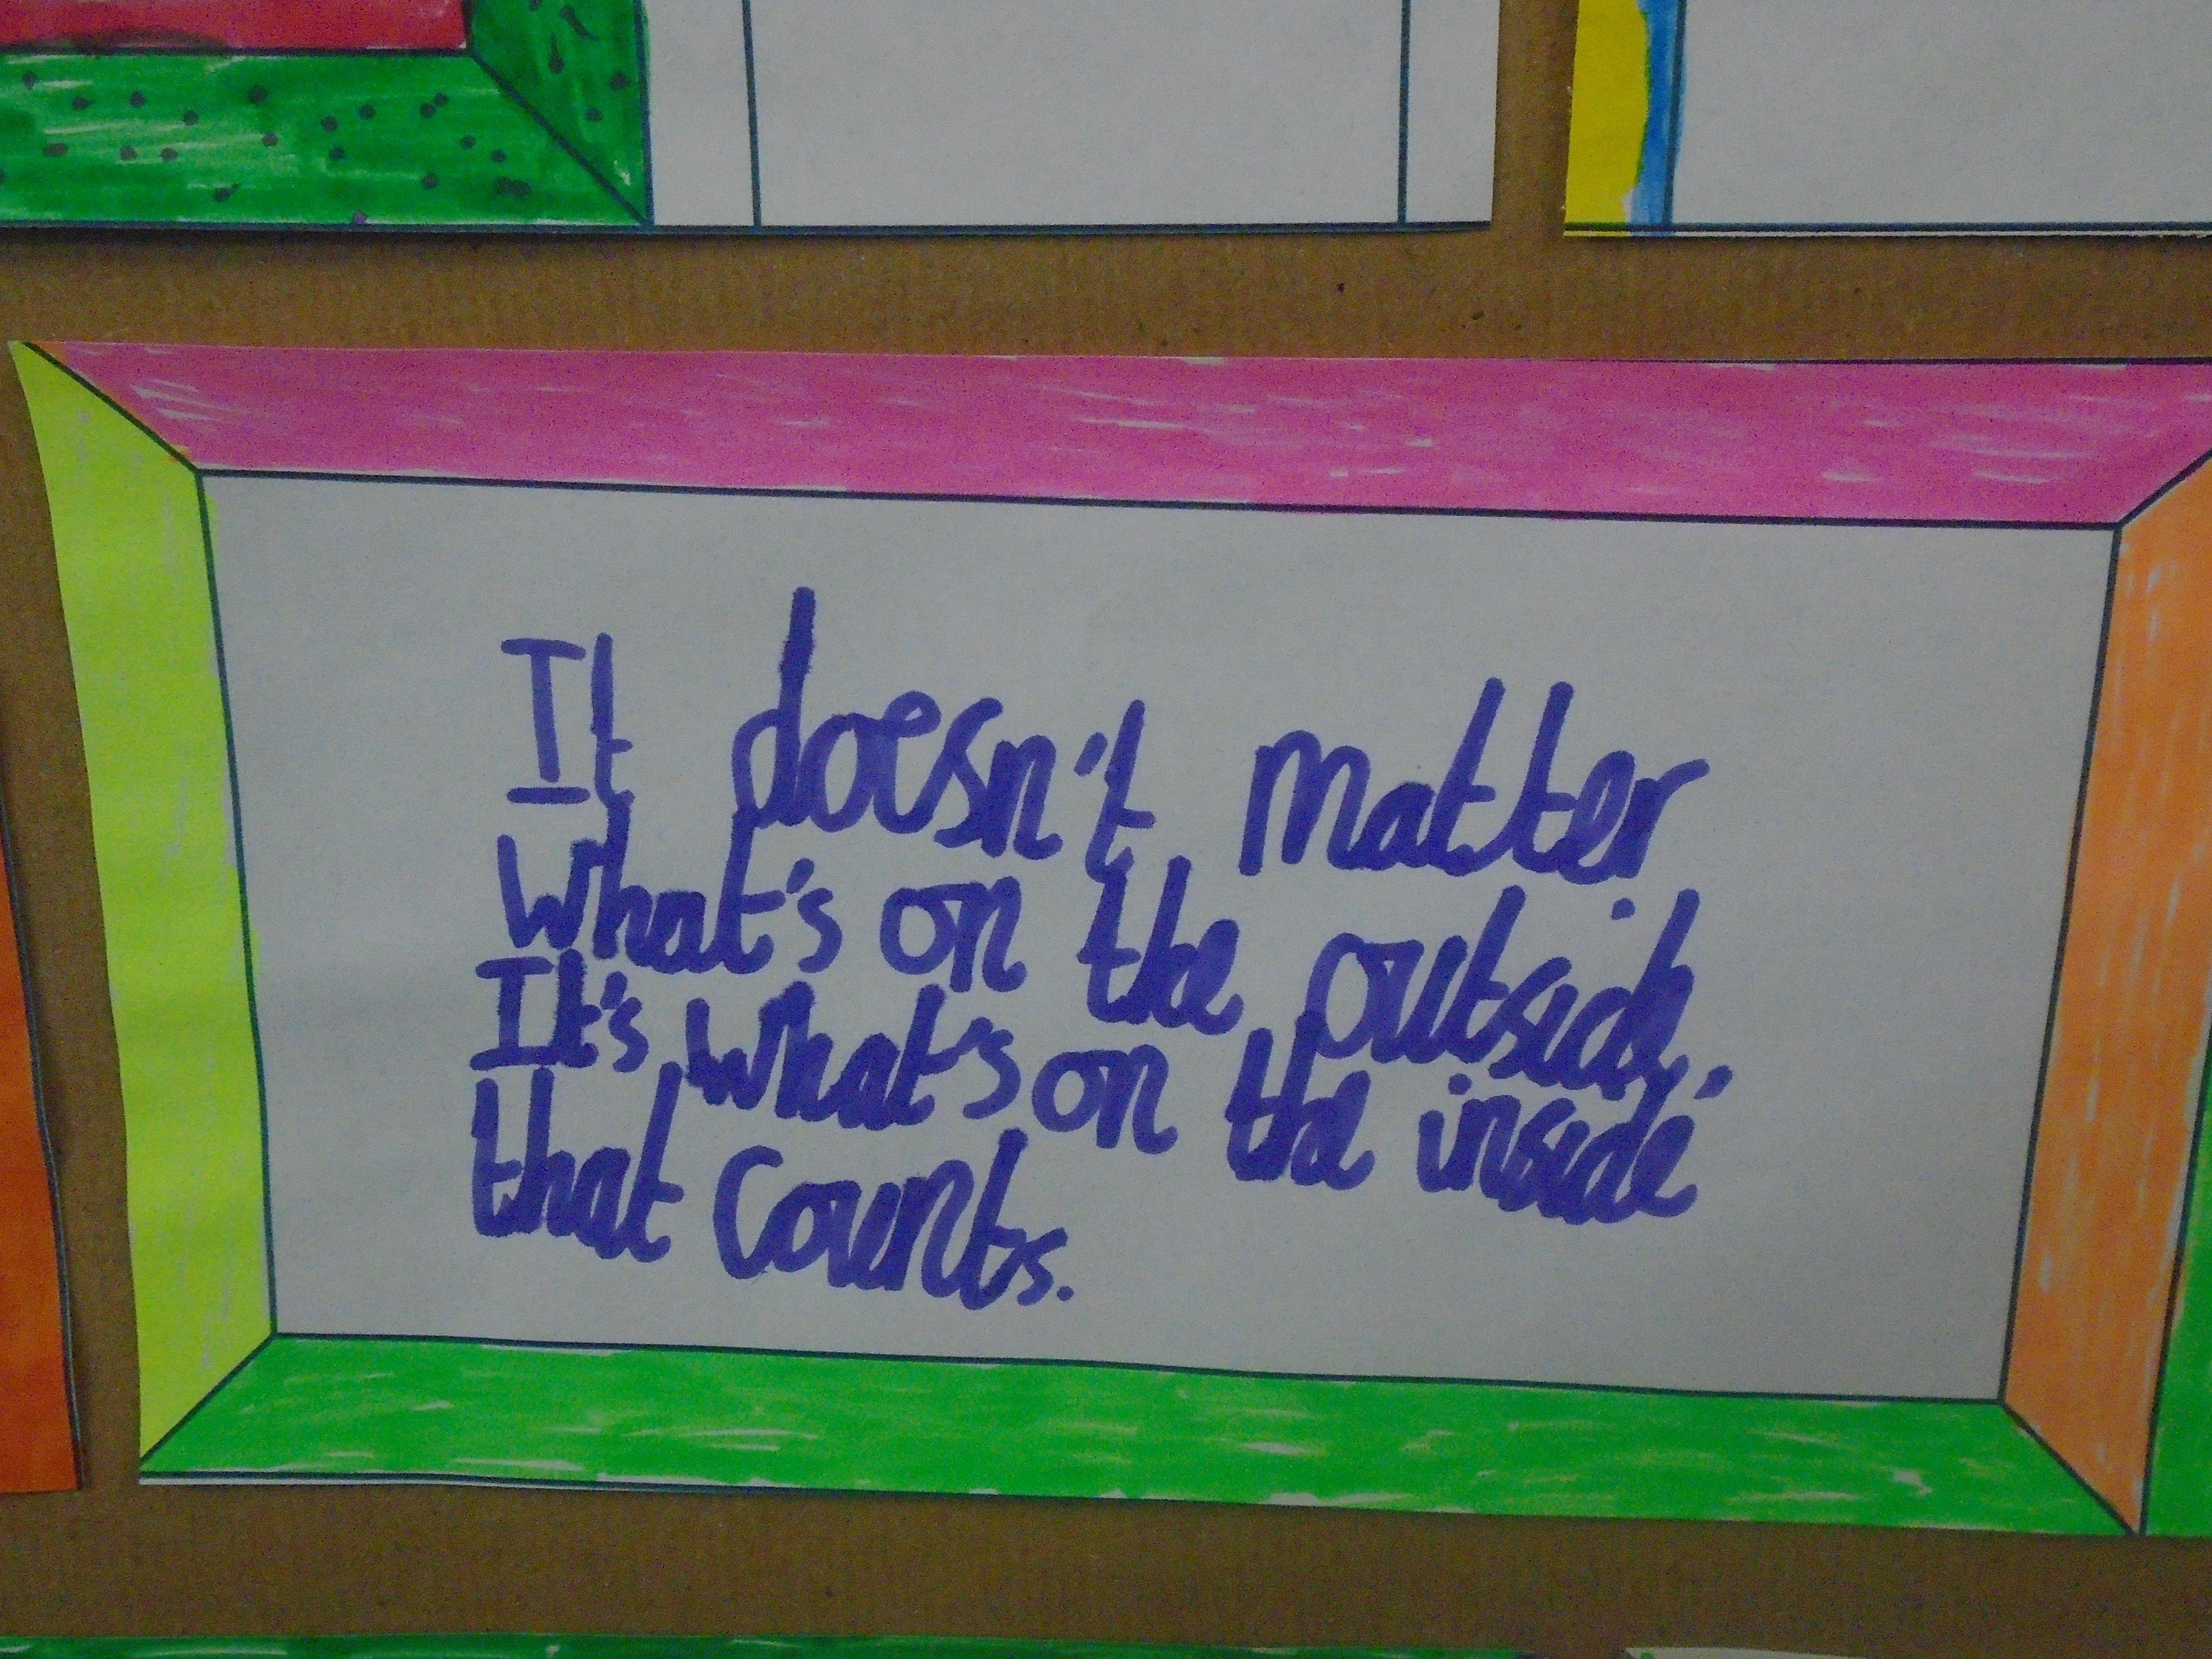 It doesn't matter
What's on the outside,
It's what's on the inside
that counts.